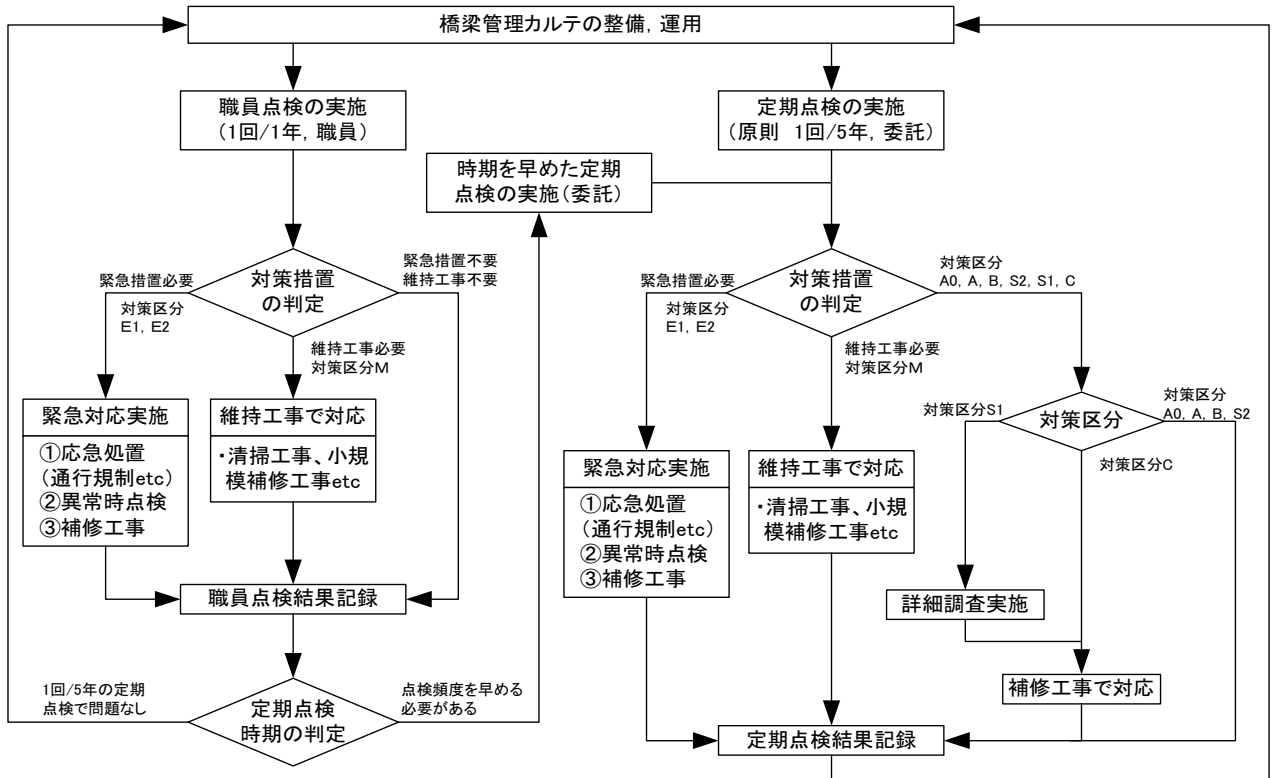 橋梁管理カルテの整備，運用
職員点検の実施
(1回/1年，職員)
定期点検の実施
(原則　1回/5年，委託)
時期を早めた定期
点検の実施(委託)
対策措置
の判定
緊急措置必要
対策区分
E1，E2
緊急措置不要
維持工事不要
維持工事必要
対策区分M
緊急対応実施
①応急処置
(通行規制etc)
②異常時点検
③補修工事
維持工事で対応
・清掃工事、小規
模補修工事etc
職員点検結果記録
定期点検
時期の判定
1回/5年の定期
点検で問題なし
点検頻度を早める
必要がある
対策措置
の判定
緊急措置必要
対策区分
E1，E2
対策区分
A0，A，B，S2，S1，C
維持工事必要
対策区分M
緊急対応実施
①応急処置
(通行規制etc)
②異常時点検
③補修工事
維持工事で対応
・清掃工事、小規
模補修工事etc
対策区分
対策区分S1
対策区分
A0，A，B，S2
対策区分C
詳細調査実施
補修工事で対応
定期点検結果記録